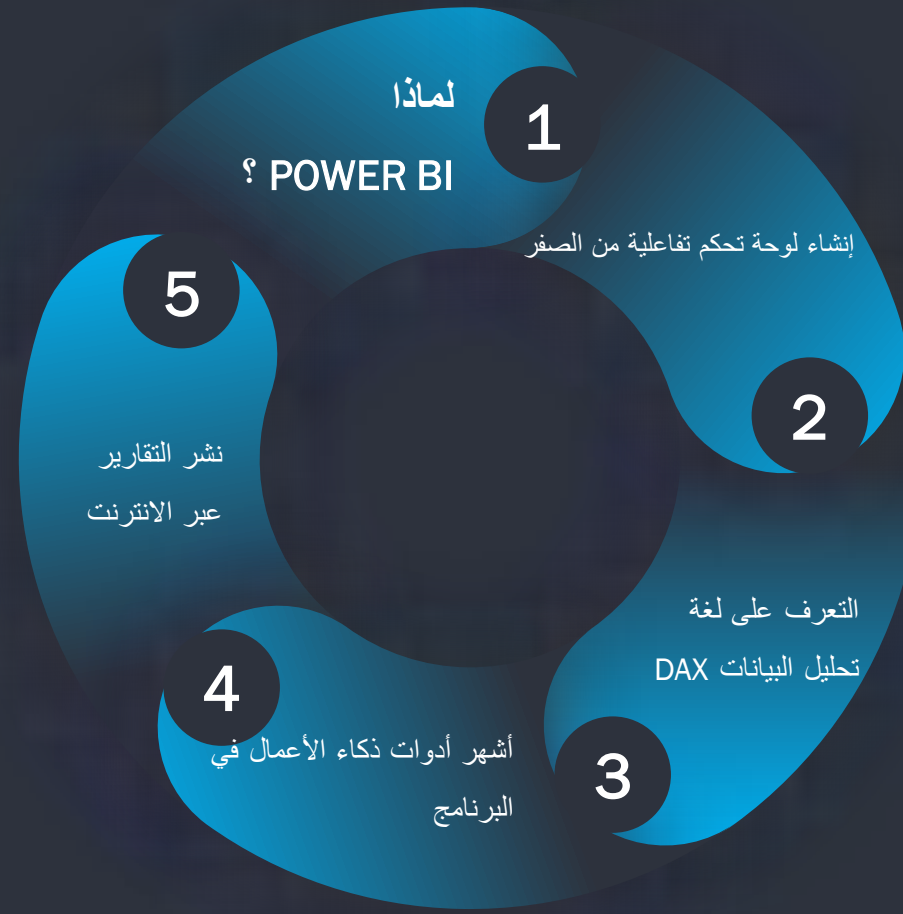 1
لماذا
POWER BI ؟
2
إنشاء لوحة تحكم تفاعلية من الصفر
3
التعرف على لغة
تحليل البيانات DAX
4
أشهر أدوات ذكاء الأعمال في
البرنامج
5
نشر التقارير
عبر الانترنت